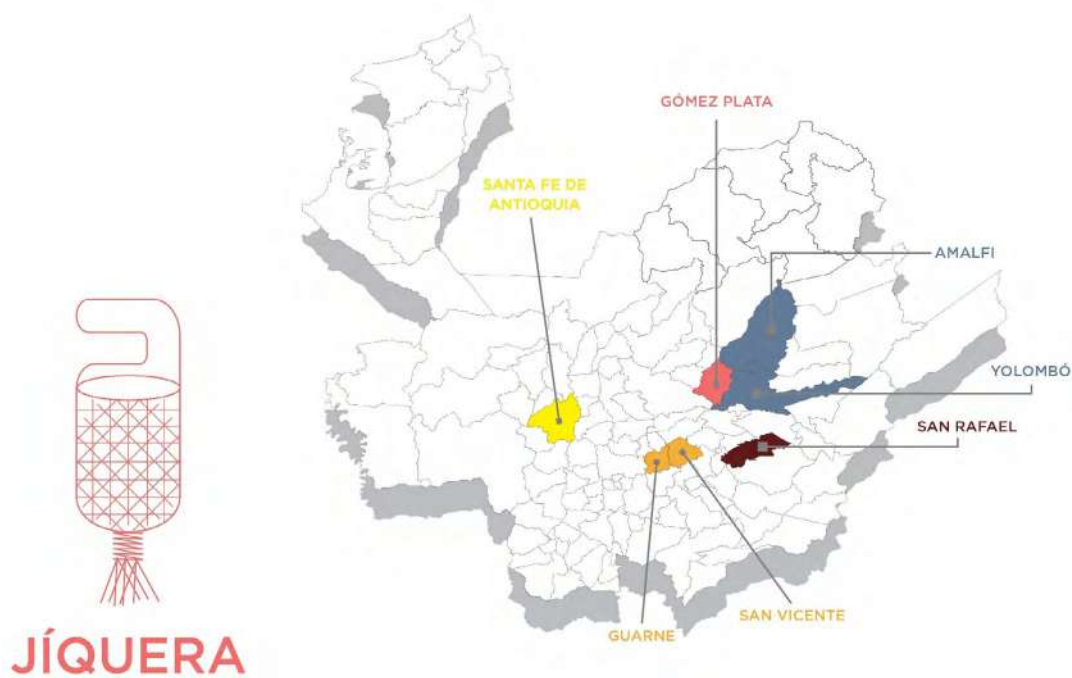 GÓMEZ PLATA
SANTA FE DE
ANTIOQUIA
AMALFI
YOLOMBÓ
SAN RAFAEL
SAN VICENTE
GUARNE
JÍQUERA